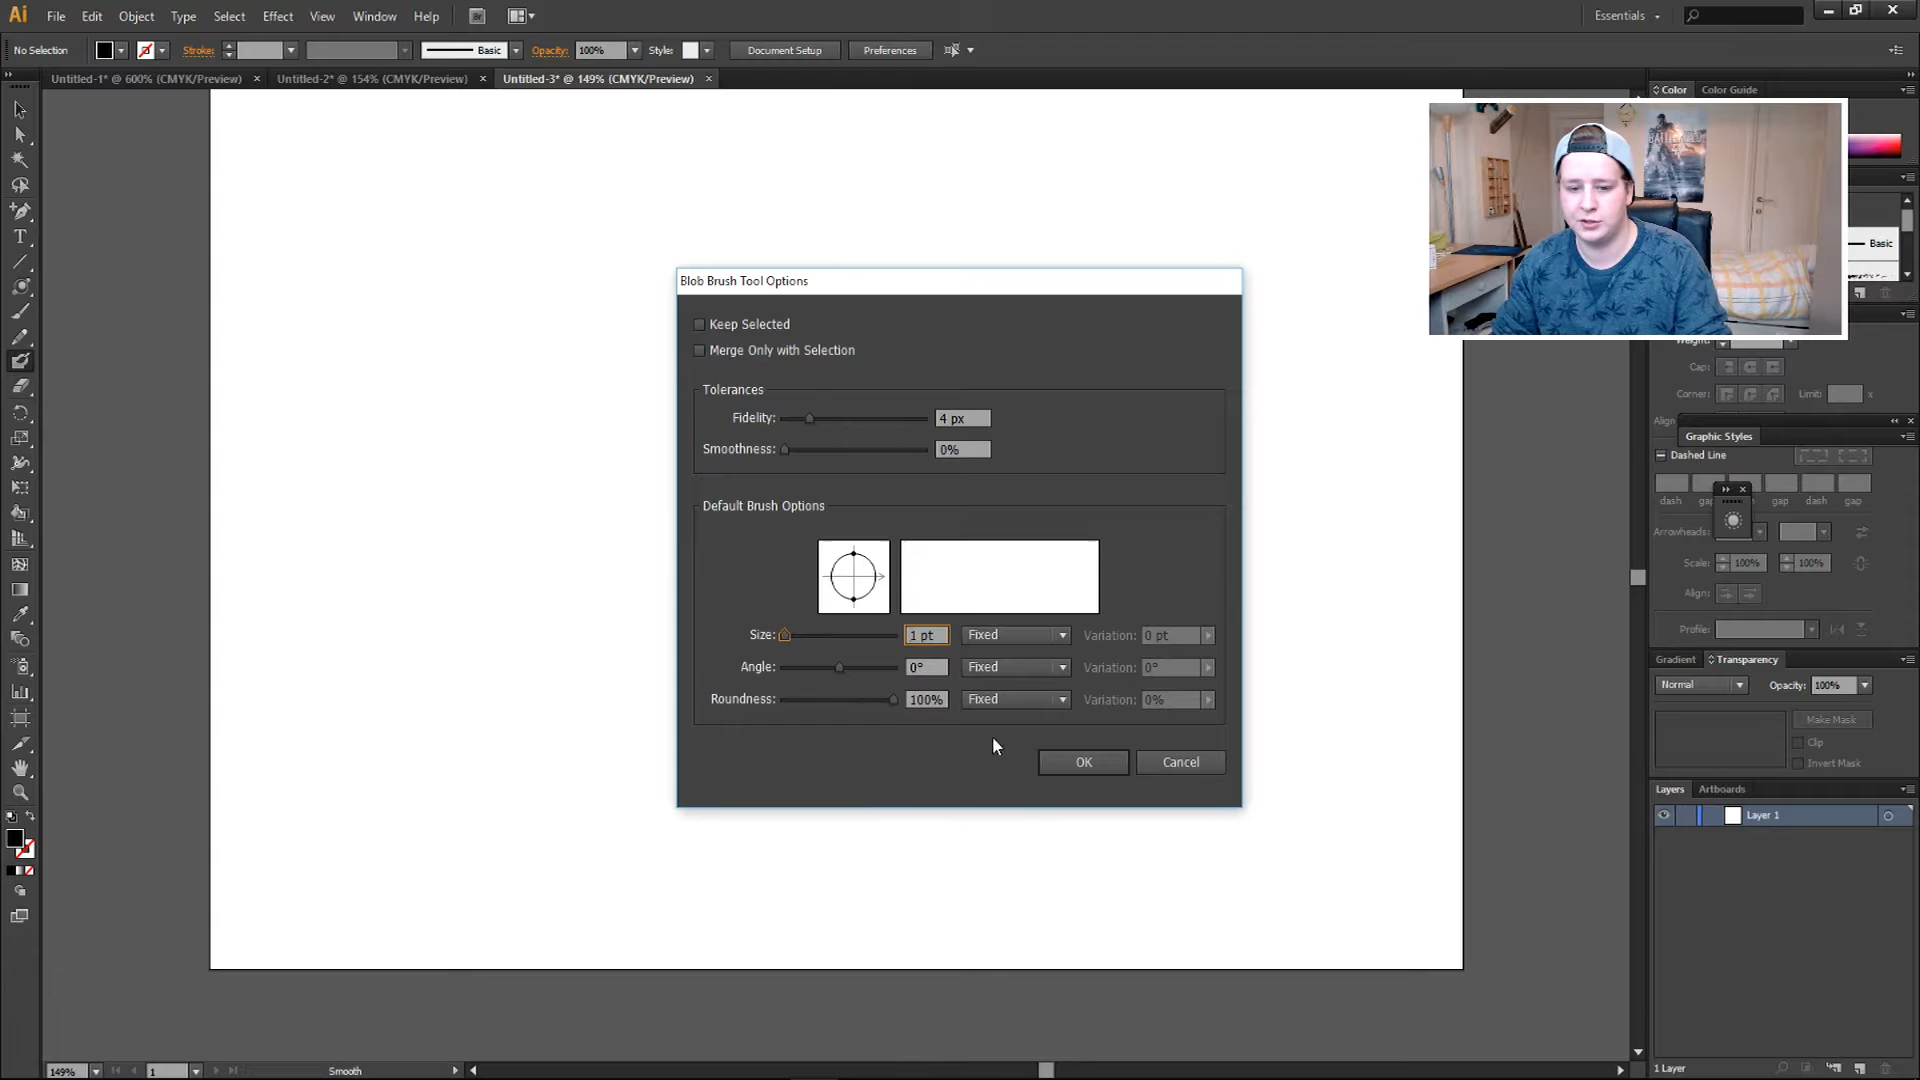 Ai File Edit Object Type Select Effect View Window Help Br Essentials
No Selection Stroke: Basic Opacity: 100% Style: Document Setup Preferences
Untitled-1* @ 600% (CMYK/Preview) × Untitled-2* @ 154% (CMYK/Preview) × Untitled-3* @ 149% (CMYK/Preview) ×
Color Color Guide
Basic
Blob Brush Tool Options
Keep Selected
Merge Only with Selection
Tolerances
Fidelity: 4 px
Smoothness: 0%
Default Brush Options
Size: 1 pt Fixed Variation: 0 pt
Angle: 0° Fixed Variation: 0°
Roundness: 100% Fixed Variation: 0%
OK Cancel
Weight:
Cap:
Corner: Limit: x
Align
Graphic Styles
Dashed Line
dash gap dash gap
Arrowheads:
Scale: 100% 100%
Align:
Profile:
Gradient Transparency
Normal Opacity: 100%
Make Mask
Clip
Invert Mask
Layers Artboards
Layer 1
1 Layer
149% 1 Smooth